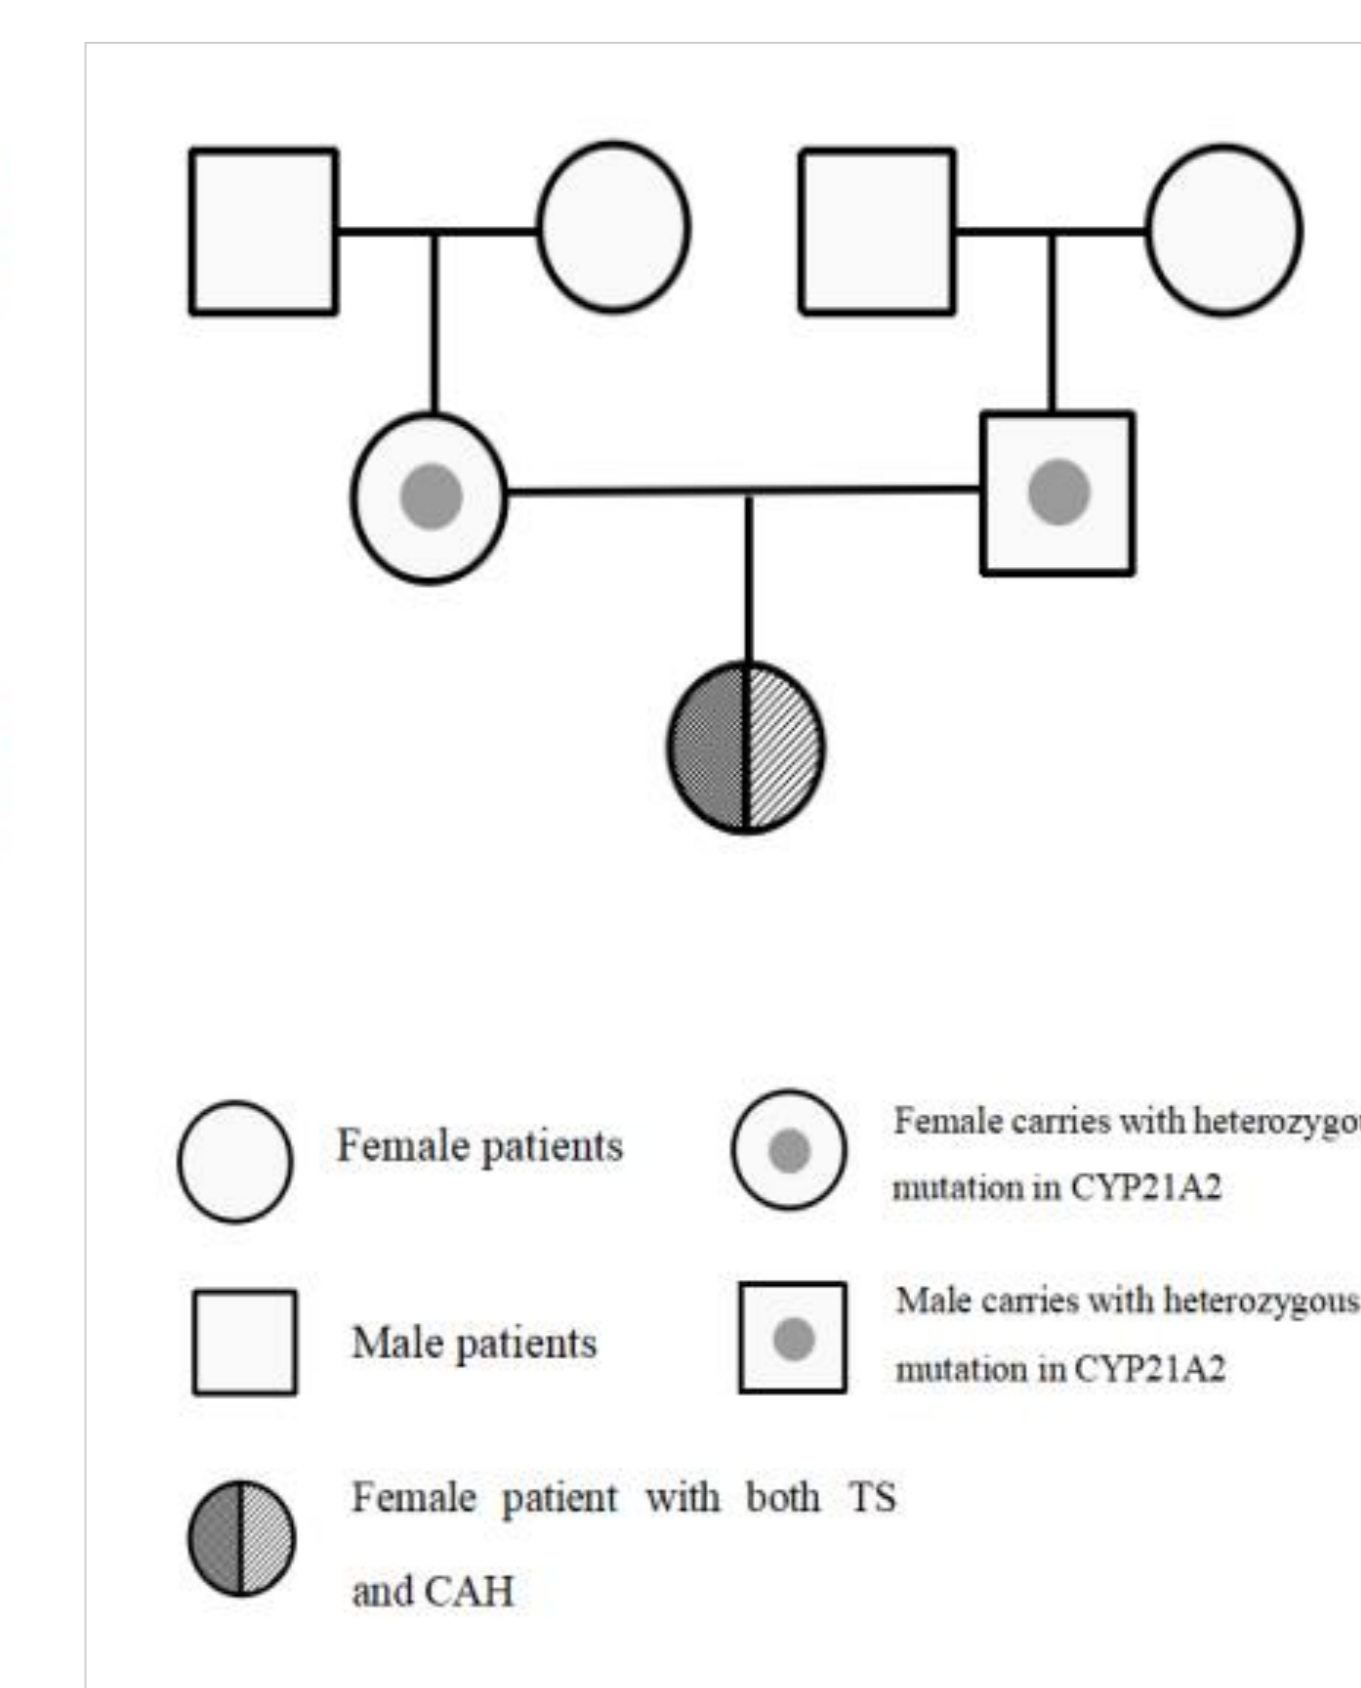 Female patients
Female carries with
mutation in CYP21A2
Male patients
Male carries with heterozygous
mutation in CYP21A2
Female patient with both TS
and CAH